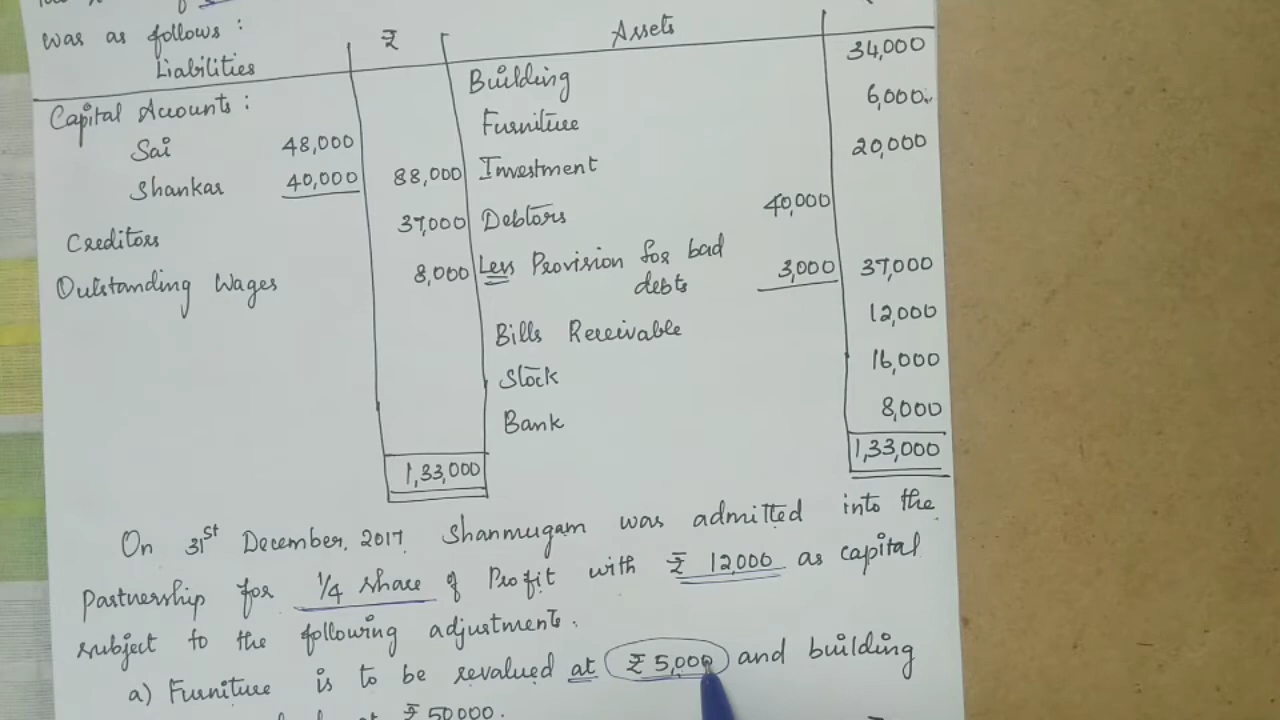 was as follows :
Liabilities ₹ Assets
Capital Accounts : Building 34,000
Furniture 6,000
Sai 48,000
Shankar 40,000 88,000 Investment 20,000
Creditors 37,000 Debtors 40,000
Outstanding Wages 8,000 Less Provision for bad debts 3,000 37,000
Bills Receivable 12,000
Stock 16,000
Bank 8,000
1,33,000 1,33,000
On 31st December, 2017 Shanmugam was admitted into the
partnership for 1/4 share of Profit with ₹ 12,000 as capital
subject to the following adjustments.
a) Furniture is to be revalued at ₹ 5,000 and building
at ₹ 50000.